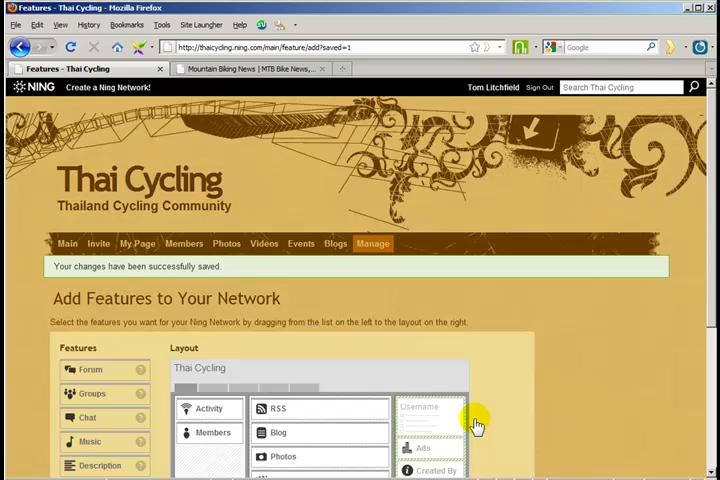 Features - Thai Cycling - Mozilla Firefox
File Edit View History Bookmarks Tools Site Launcher Help
http://thaicycling.ning.com/main/feature/add?saved=1
Google
Features - Thai Cycling
Mountain Biking News | MTB Bike News,...
NING Create a Ning Network! Tom Litchfield Sign Out Search Thai Cycling
Thai Cycling
Thailand Cycling Community
Main Invite My Page Members Photos Videos Events Blogs Manage
Your changes have been successfully saved.
Add Features to Your Network
Select the features you want for your Ning Network by dragging from the list on the left to the layout on the right.
Features Layout
Forum ?
Groups ?
Chat ?
Music ?
Description ?
Thai Cycling
Activity
Members
RSS
Blog
Photos
Username
Ads
Created By